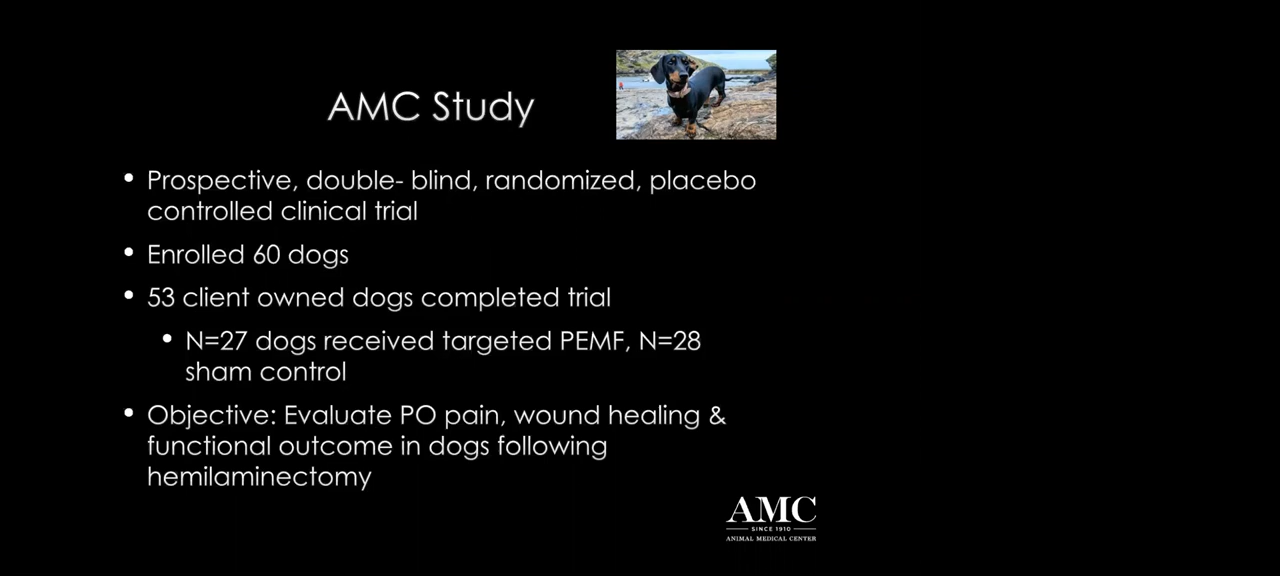 AMC Study
• Prospective, double- blind, randomized, placebo
controlled clinical trial
• Enrolled 60 dogs
• 53 client owned dogs completed trial
• N=27 dogs received targeted PEMF, N=28
sham control
• Objective: Evaluate PO pain, wound healing &
functional outcome in dogs following
hemilaminectomy
AMC
SINCE 1910
ANIMAL MEDICAL CENTER